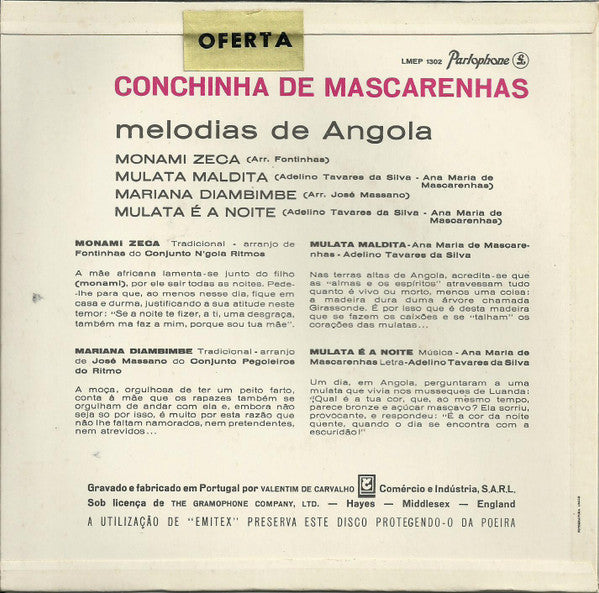 OFERTA
LMEP 1302 Parlophone
CONCHINHA DE MASCARENHAS
melodias de Angola
MONAMI ZECA (Arr. Fontinhas)
MULATA MALDITA (Adelino Tavares da Silva - Ana Maria de
Mascarenhas)
MARIANA DIAMBIMBE (Arr. José Massano)
MULATA É A NOITE (Adelino Tavares da Silva - Ana Maria de
Mascarenhas)
MONAMI ZECA Tradicional - arranjo de
Fontinhas do Conjunto N'gola Ritmos
A mãe africana lamenta-se junto do filho
(monami), por ele sair todas as noites. Pede-
-lhe para que, ao menos nesse dia, fique em
casa e durma, justificando a sua atitude neste
temor: "Se a noite te fizer, a ti, uma desgraça,
também ma faz a mim, porque sou tua mãe".
MARIANA DIAMBIMBE Tradicional - arranjo
de José Massano do Conjunto Pegoleiros
do Ritmo
A moça, orgulhosa de ter um peito farto,
conta à mãe que os rapazes também se
orgulham de andar com ela e, embora não
seja so por isso, é muito por esta razão que
não lhe faltam namorados, nem pretendentes,
nem atrevidos...
MULATA MALDITA - Ana Maria de Mascare-
nhas - Adelino Tavares da Silva
Nas terras altas de Angola, acredita-se que
as "almas e os espíritos" atravessam tudo
quanto é vivo ou morto, menos uma coisa:
a madeira dura duma árvore chamada
Girassonde. É por isso que é desta madeira
que se fazem os caixões e se "talham" os
corações das mulatas...
MULATA É A NOITE Música - Ana Maria de
Mascarenhas Letra - Adelino Tavares da Silva
Um dia, em Angola, perguntaram a uma
mulata que vivia nos musseques de Luanda:
"¿Qual é a tua cor, que, ao mesmo tempo,
parece bronze e açúcar mascavo? Ela sorriu,
provocante, e respondeu: "É a cor da noite
quente, quando o dia se encontra com a
escuridão!"
Gravado e fabricado em Portugal por VALENTIM DE CARVALHO Comércio e Indústria, S.A.R.L.
Sob licença de THE GRAMOPHONE COMPANY, LTD. — Hayes — Middlesex — England
A UTILIZAÇÃO DE "EMITEX" PRESERVA ESTE DISCO PROTEGENDO-O DA POEIRA